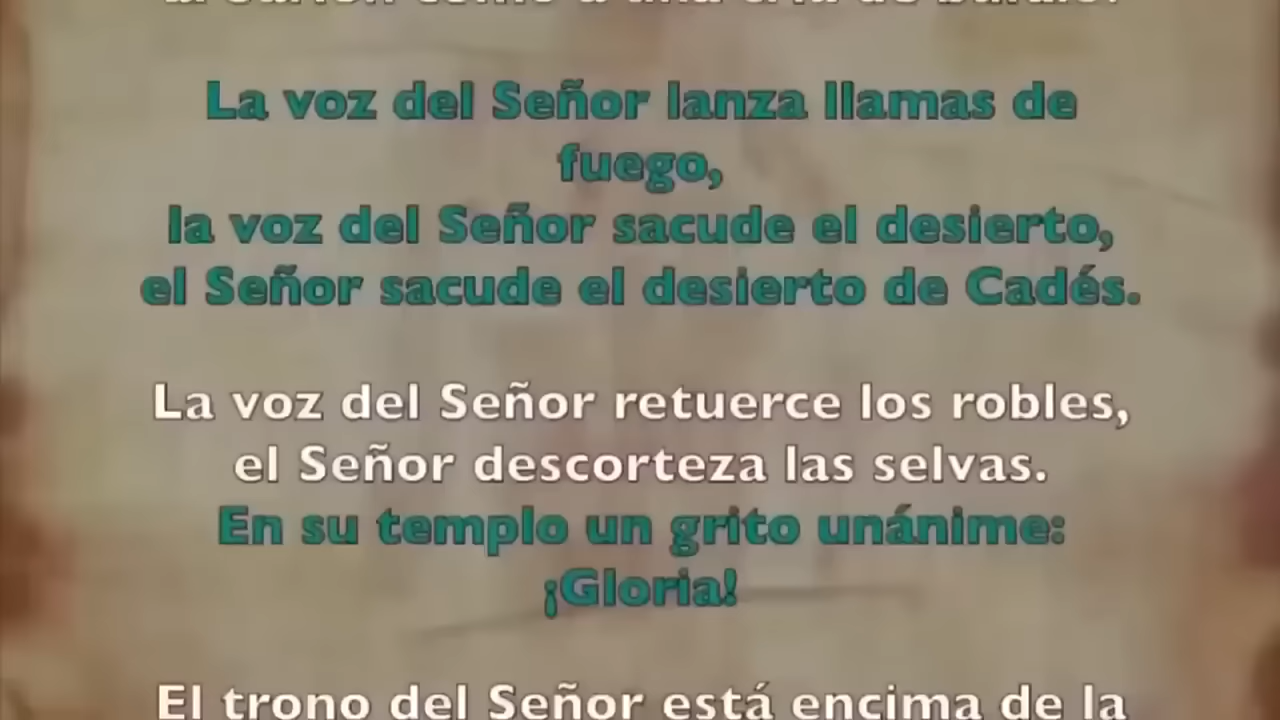 La voz del Señor lanza llamas de
fuego,
la voz del Señor sacude el desierto,
el Señor sacude el desierto de Cadés.
La voz del Señor retuerce los robles,
el Señor descorteza las selvas.
En su templo un grito unánime:
¡Gloria!
El trono del Señor está encima de la